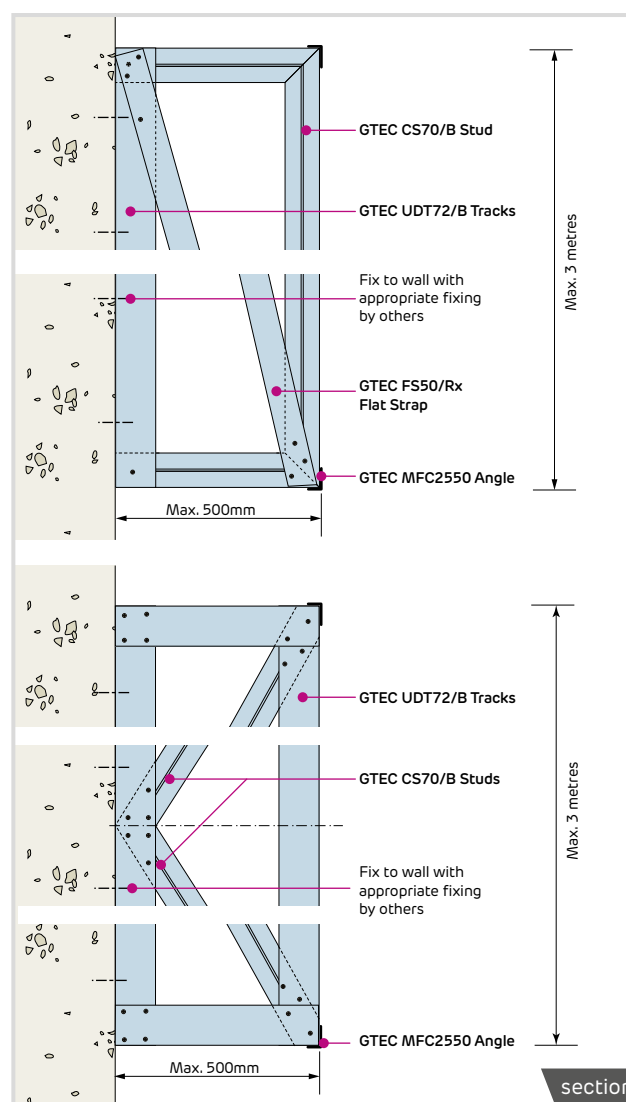 GTEC CS70/B Stud
GTEC UDT72/B Tracks
Max. 3 metres
Fix to wall with
appropriate fixing
by others
GTEC FS50/Rx
Flat Strap
GTEC MFC2550 Angle
Max. 500mm
GTEC UDT72/B Tracks
GTEC CS70/B Studs
Max. 3 metres
Fix to wall with
appropriate fixing
by others
GTEC MFC2550 Angle
Max. 500mm
section